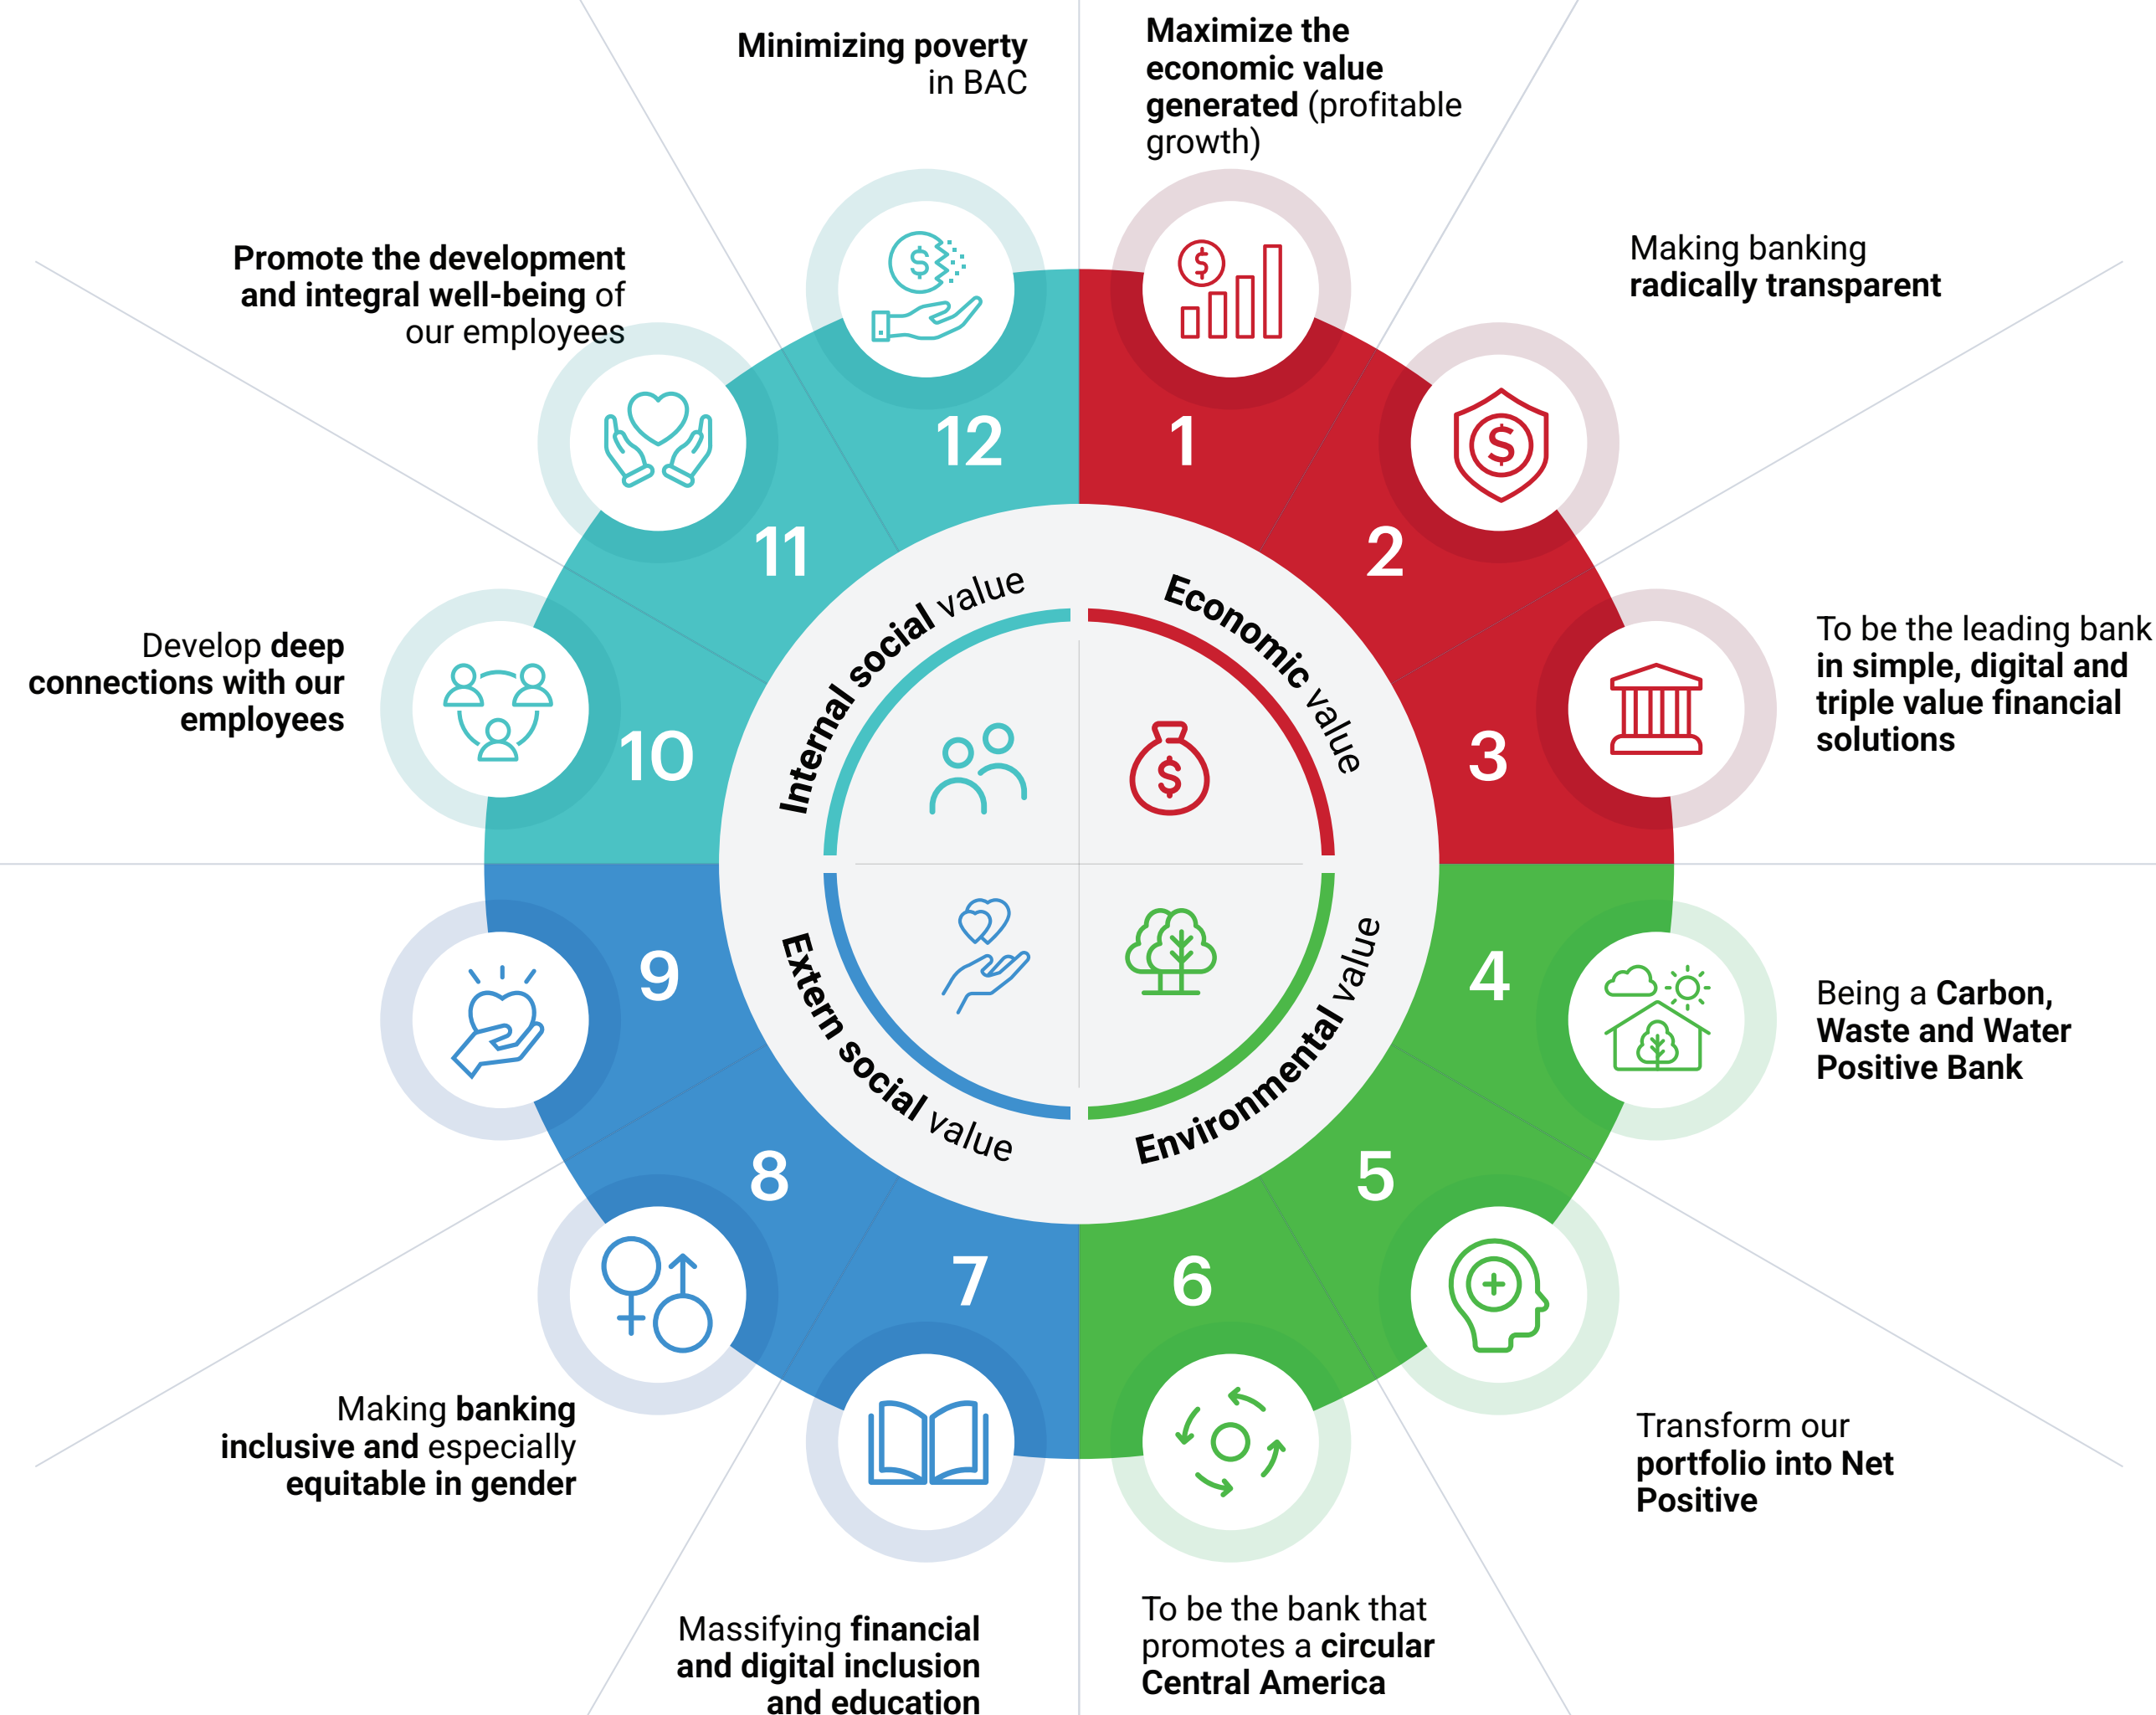 Minimizing poverty
in BAC
Maximize the
economic value
generated (profitable
growth)
Making banking
radically transparent
To be the leading bank
in simple, digital and
triple value financial
solutions
Being a Carbon,
Waste and Water
Positive Bank
Transform our
portfolio into Net
Positive
To be the bank that
promotes a circular
Central America
Massifying financial
and digital inclusion
and education
Making banking
inclusive and especially
equitable in gender
Develop deep
connections with our
employees
Promote the development
and integral well-being of
our employees
1
2
3
4
5
6
7
8
9
10
11
12
Internal social value
Economic value
Environmental value
Extern social value
$
$
$
$